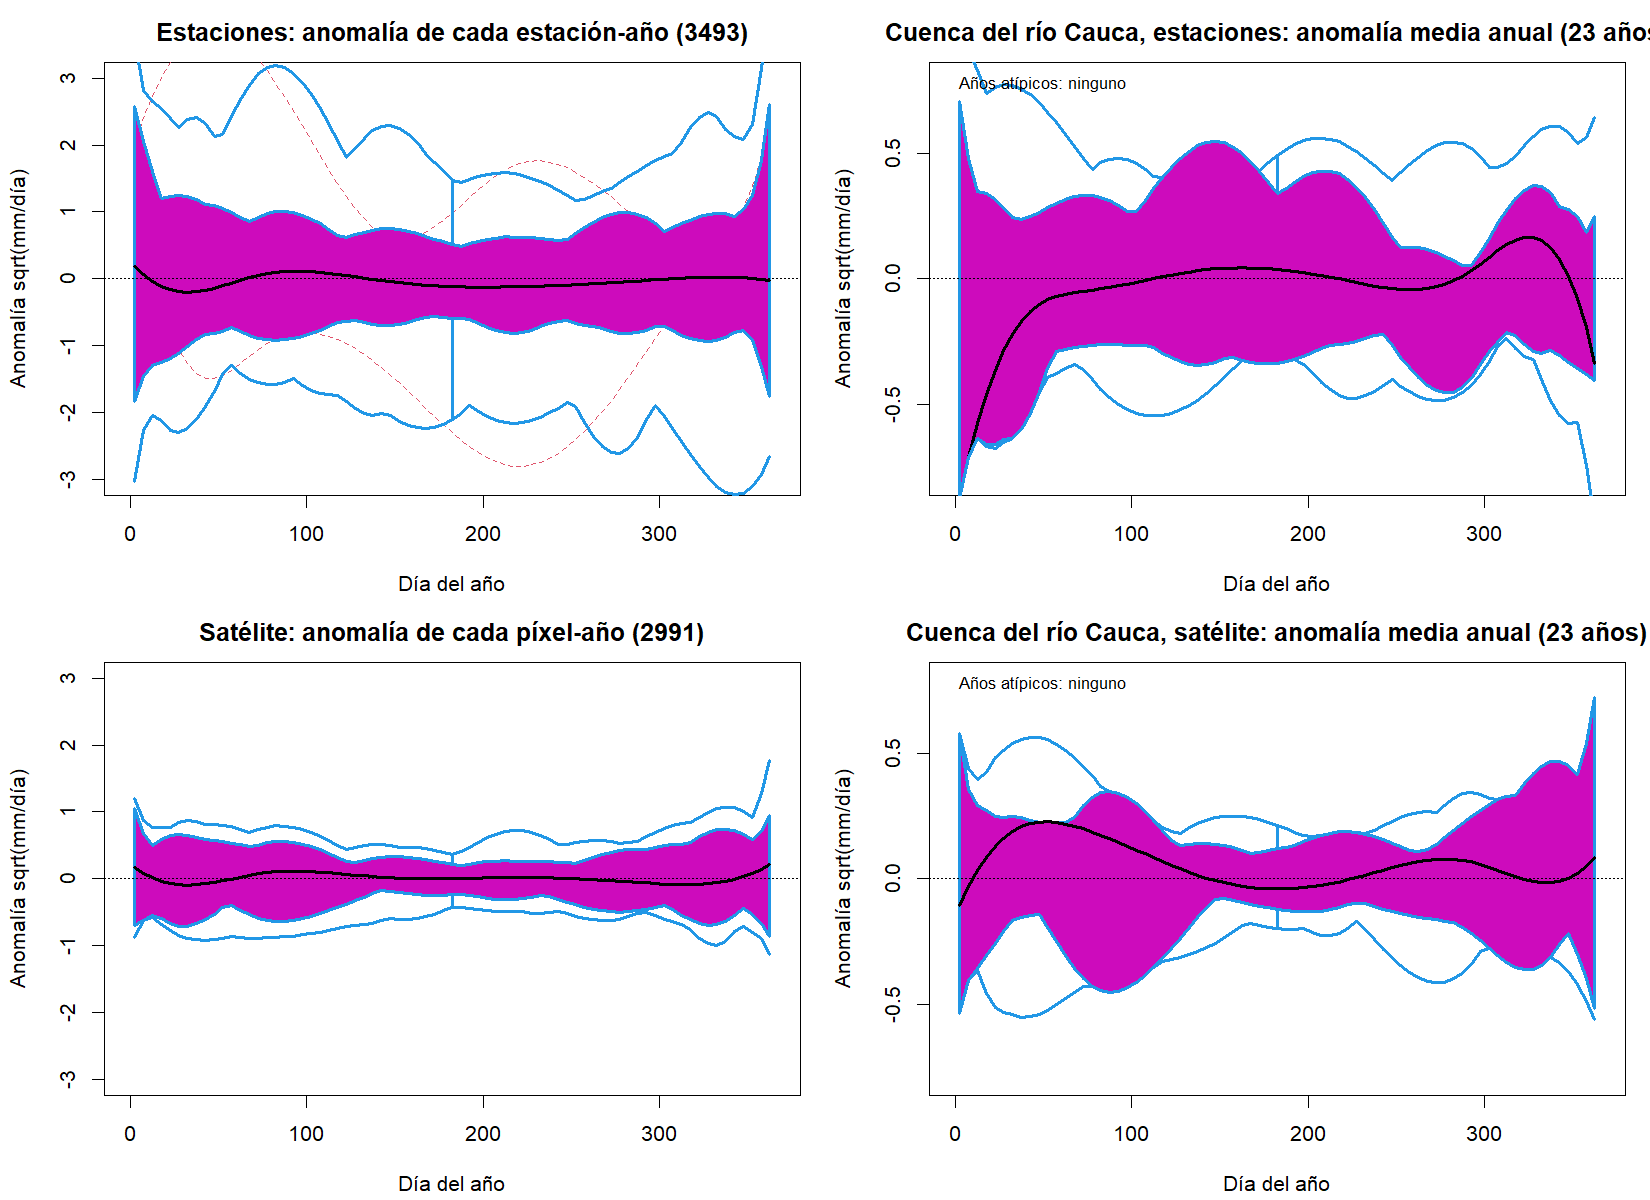 Estaciones: anomalía de cada estación-año (3493)
Anomalía sqrt(mm/día)
3
2
1
0
-1
-2
-3
0 100 200 300
Día del año
Cuenca del río Cauca, estaciones: anomalía media anual (23 años
Años atípicos: ninguno
Anomalía sqrt(mm/día)
0.5
0.0
-0.5
0 100 200 300
Día del año
Satélite: anomalía de cada píxel-año (2991)
Anomalía sqrt(mm/día)
3
2
1
0
-1
-2
-3
0 100 200 300
Día del año
Cuenca del río Cauca, satélite: anomalía media anual (23 años)
Años atípicos: ninguno
Anomalía sqrt(mm/día)
0.5
0.0
-0.5
0 100 200 300
Día del año